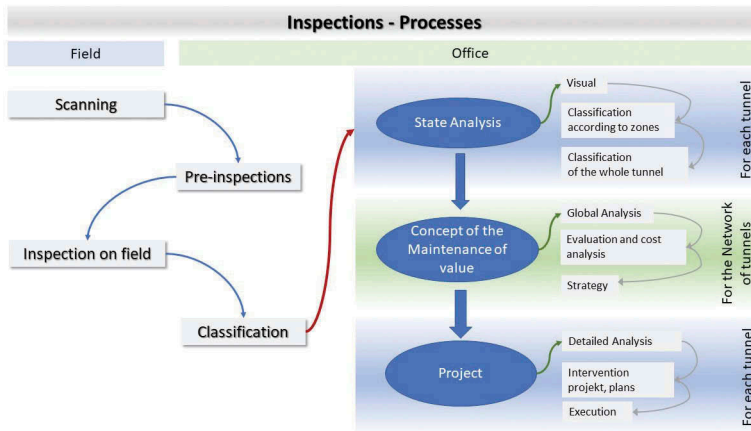 Inspections - Processes
Field
Office
Scanning
Pre-inspections
Inspection on field
Classification
State Analysis
Visual
Classification
according to zones
Classification
of the whole tunnel
For each tunnel
Concept of the
Maintenance of
value
Global Analysis
Evaluation and cost
analysis
Strategy
For the Network
of tunnels
Project
Detailed Analysis
Intervention
projekt, plans
Execution
For each tunnel